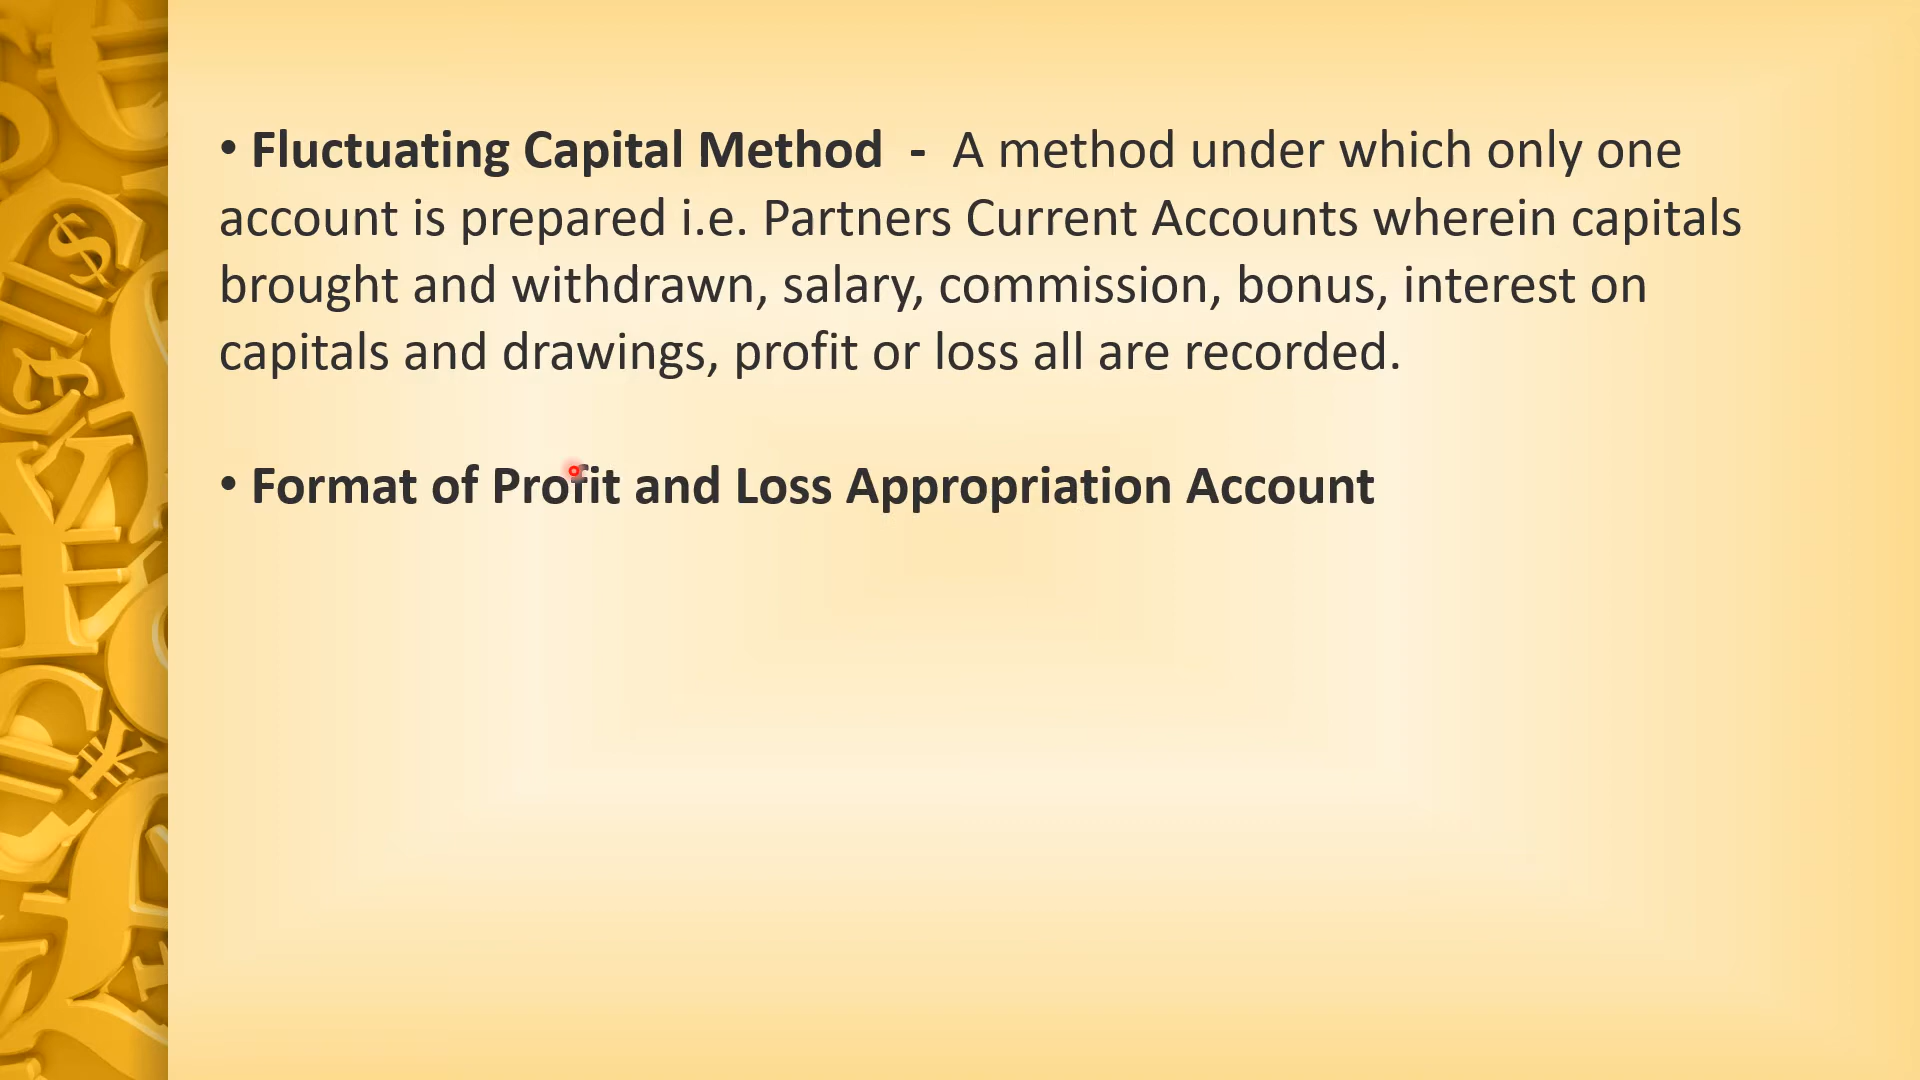 • Fluctuating Capital Method - A method under which only one
account is prepared i.e. Partners Current Accounts wherein capitals
brought and withdrawn, salary, commission, bonus, interest on
capitals and drawings, profit or loss all are recorded.
• Format of Profit and Loss Appropriation Account